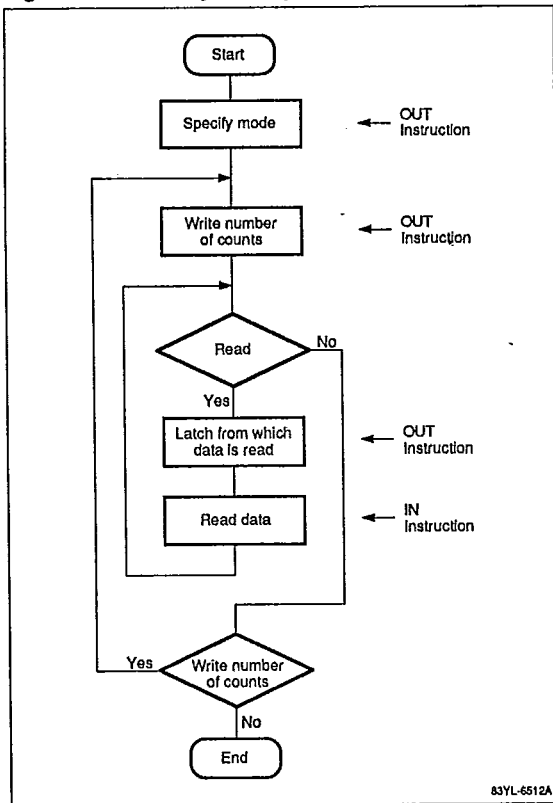 Start
Specify mode
OUT
Instruction
Write number
of counts
OUT
Instruction
Read
No
Yes
Latch from which
data is read
OUT
Instruction
Read data
IN
Instruction
Yes
Write number
of counts
No
End
83YL-6512A